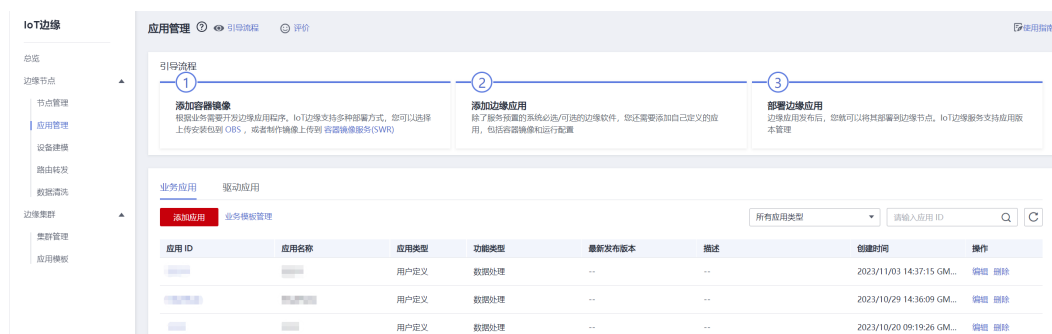 IoT边缘
总览
边缘节点
节点管理
应用管理
设备建模
路由转发
数据清洗
边缘集群
集群管理
应用模板
应用管理 引导流程 评价
使用指南
引导流程
1
添加容器镜像
根据业务需要开发边缘应用程序。IoT边缘支持多种部署方式，您可以选择
上传安装包到 OBS ，或者制作镜像上传到 容器镜像服务(SWR)
2
添加边缘应用
除了服务预置的系统必选/可选的边缘软件，您还需要添加自己定义的应
用，包括容器镜像和运行配置
3
部署边缘应用
边缘应用发布后，您就可以将其部署到边缘节点。IoT边缘服务支持应用版
本管理
业务应用 驱动应用
添加应用 业务模板管理
所有应用类型 请输入应用 ID
应用 ID 应用名称 应用类型 功能类型 最新发布版本 描述 创建时间 操作
用户定义 数据处理 -- -- 2023/11/03 14:37:15 GM... 编辑 删除
用户定义 数据处理 -- -- 2023/10/29 14:36:09 GM... 编辑 删除
用户定义 数据处理 -- -- 2023/10/20 09:19:26 GM... 编辑 删除